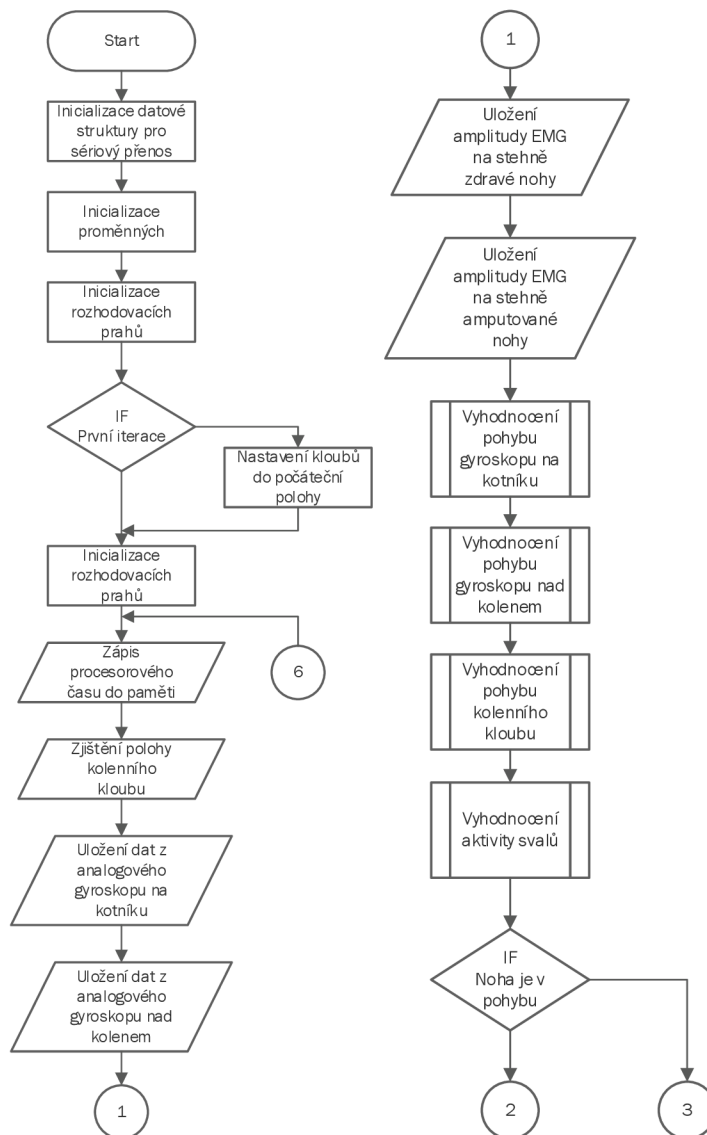 Start
Inicializace datové
struktury pro
sériový přenos
Inicializace
proměnných
Inicializace
rozhodovacích
prahů
IF
První iterace
Nastavení kloubů
do počáteční
polohy
Inicializace
rozhodovacích
prahů
6
Zápis
procesorového
času do paměti
Zjištění polohy
kolenního
kloubu
Uložení dat z
analogového
gyroskopu na
kotníku
Uložení dat z
analogového
gyroskopu nad
kolenem
1
1
Uložení
amplitudy EMG
na stehně
zdravé nohy
Uložení
amplitudy EMG
na stehně
amputované
nohy
Vyhodnocení
pohybu
gyroskopu na
kotníku
Vyhodnocení
pohybu
gyroskopu nad
kolenem
Vyhodnocení
pohybu
kolenního
kloubu
Vyhodnocení
aktivity svalů
IF
Noha je v
pohybu
2
3